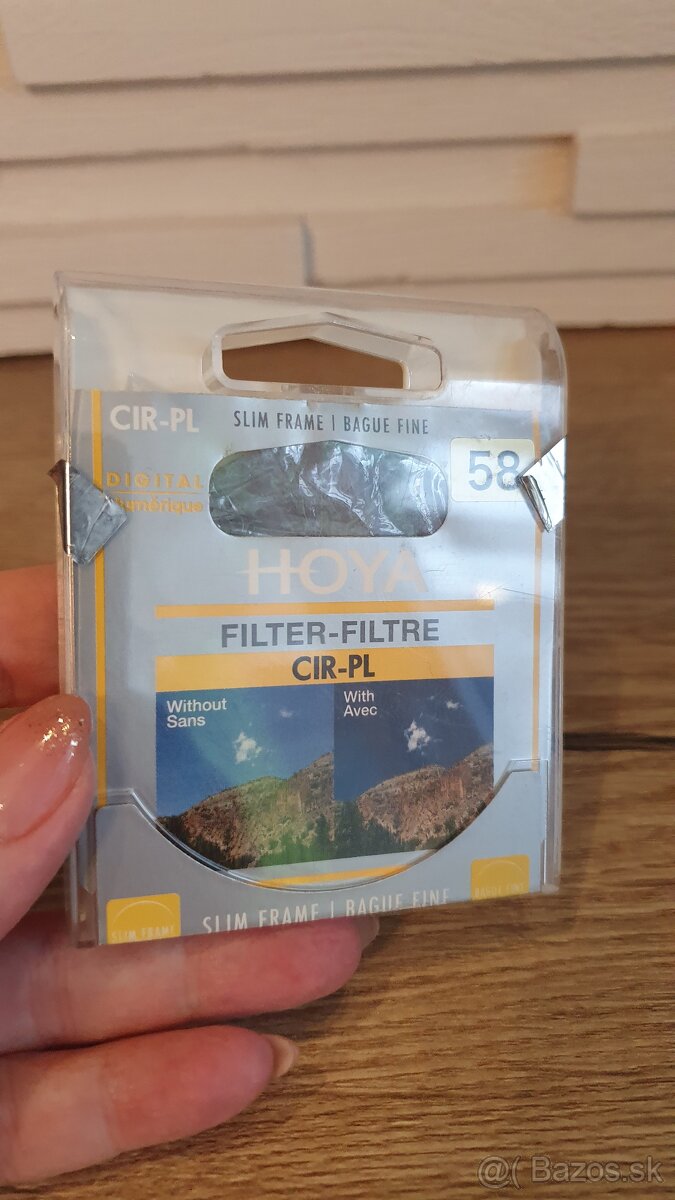 CIR-PL
SLIM FRAME | BAGUE FINE
58
DIGITAL
numérique
HOYA
FILTER-FILTRE
CIR-PL
Without
Sans
With
Avec
SLIM FRAME | BAGUE FINE
SLIM FRAME
BAGUE FINE
@( Bazos.sk